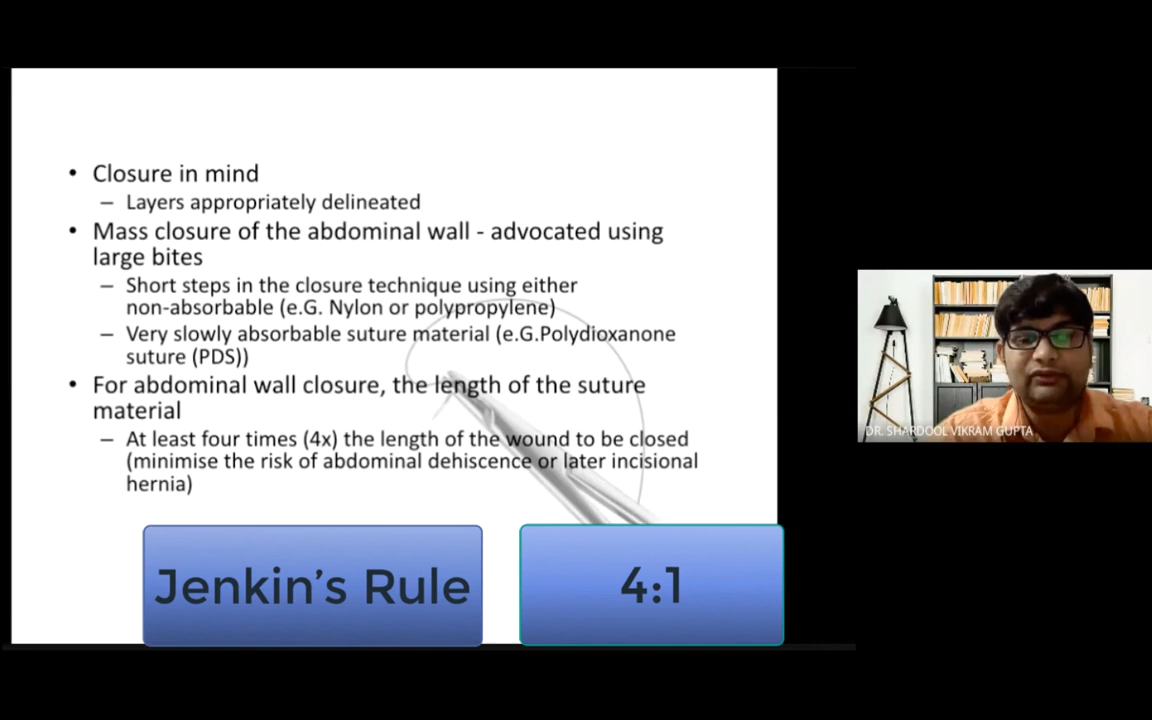 • Closure in mind
– Layers appropriately delineated
• Mass closure of the abdominal wall - advocated using
large bites
– Short steps in the closure technique using either
non-absorbable (e.G. Nylon or polypropylene)
– Very slowly absorbable suture material (e.G.Polydioxanone
suture (PDS))
• For abdominal wall closure, the length of the suture
material
– At least four times (4x) the length of the wound to be closed
(minimise the risk of abdominal dehiscence or later incisional
hernia)
Jenkin’s Rule
4:1
DR. SHARDOOL VIKRAM GUPTA